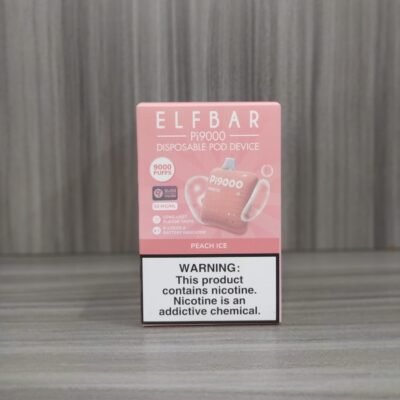 ELFBAR
Pi9000
DISPOSABLE POD DEVICE
9000
PUFFS
Pi9000
PEACH ICE
WARNING:
This product
contains nicotine.
Nicotine is an
addictive chemical.